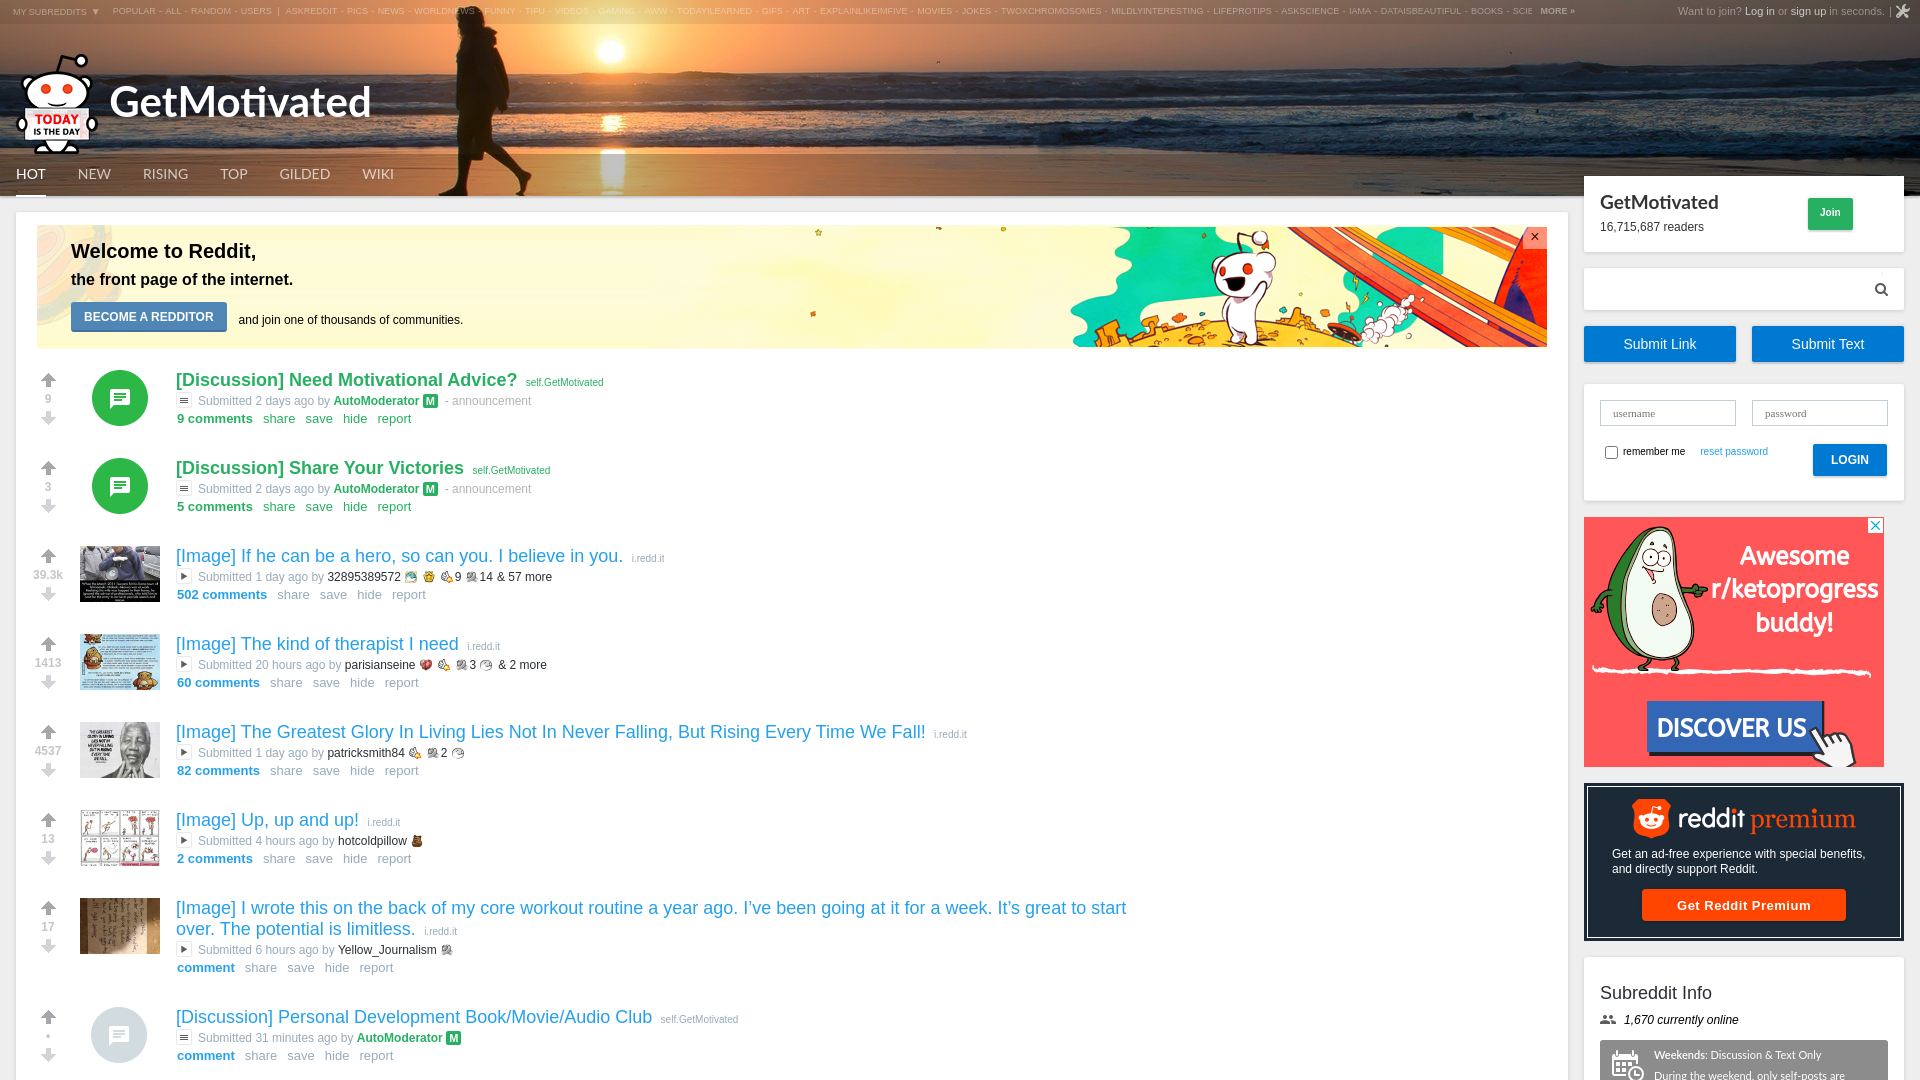 MY SUBREDDITS ▼ POPULAR - ALL - RANDOM - USERS | ASKREDDIT - PICS - NEWS - WORLDNEWS - FUNNY - TIFU - VIDEOS - GAMING - AWW - TODAYILEARNED - GIFS - ART - EXPLAINLIKEIMFIVE - MOVIES - JOKES - TWOXCHROMOSOMES - MILDLYINTERESTING - LIFEPROTIPS - ASKSCIENCE - IAMA - DATAISBEAUTIFUL - BOOKS - SCIE MORE »
Want to join? Log in or sign up in seconds. |
TODAY
IS THE DAY
GetMotivated
HOT NEW RISING TOP GILDED WIKI
Welcome to Reddit,
the front page of the internet.
BECOME A REDDITOR and join one of thousands of communities.
×
9
[Discussion] Need Motivational Advice? self.GetMotivated
Submitted 2 days ago by AutoModerator M - announcement
9 comments share save hide report
3
[Discussion] Share Your Victories self.GetMotivated
Submitted 2 days ago by AutoModerator M - announcement
5 comments share save hide report
39.3k
[Image] If he can be a hero, so can you. I believe in you. i.redd.it
Submitted 1 day ago by 32895389572 9 14 & 57 more
502 comments share save hide report
1413
[Image] The kind of therapist I need i.redd.it
Submitted 20 hours ago by parisianseine 3 & 2 more
60 comments share save hide report
4537
THE GREATEST
GLORY IN LIVING
LIES NOT IN
NEVER FALLING,
BUT IN RISING
EVERY TIME
WE FALL
[Image] The Greatest Glory In Living Lies Not In Never Falling, But Rising Every Time We Fall! i.redd.it
Submitted 1 day ago by patricksmith84 2
82 comments share save hide report
13
[Image] Up, up and up! i.redd.it
Submitted 4 hours ago by hotcoldpillow
2 comments share save hide report
17
[Image] I wrote this on the back of my core workout routine a year ago. I’ve been going at it for a week. It’s great to start
over. The potential is limitless. i.redd.it
Submitted 6 hours ago by Yellow_Journalism
comment share save hide report
•
[Discussion] Personal Development Book/Movie/Audio Club self.GetMotivated
Submitted 31 minutes ago by AutoModerator M
comment share save hide report
GetMotivated
16,715,687 readers
Join
Submit Link Submit Text
username password
remember me reset password LOGIN
Awesome
r/ketoprogress
buddy!
DISCOVER US
reddit premium
Get an ad-free experience with special benefits,
and directly support Reddit.
Get Reddit Premium
Subreddit Info
1,670 currently online
Weekends: Discussion & Text Only
During the weekend, only self-posts are